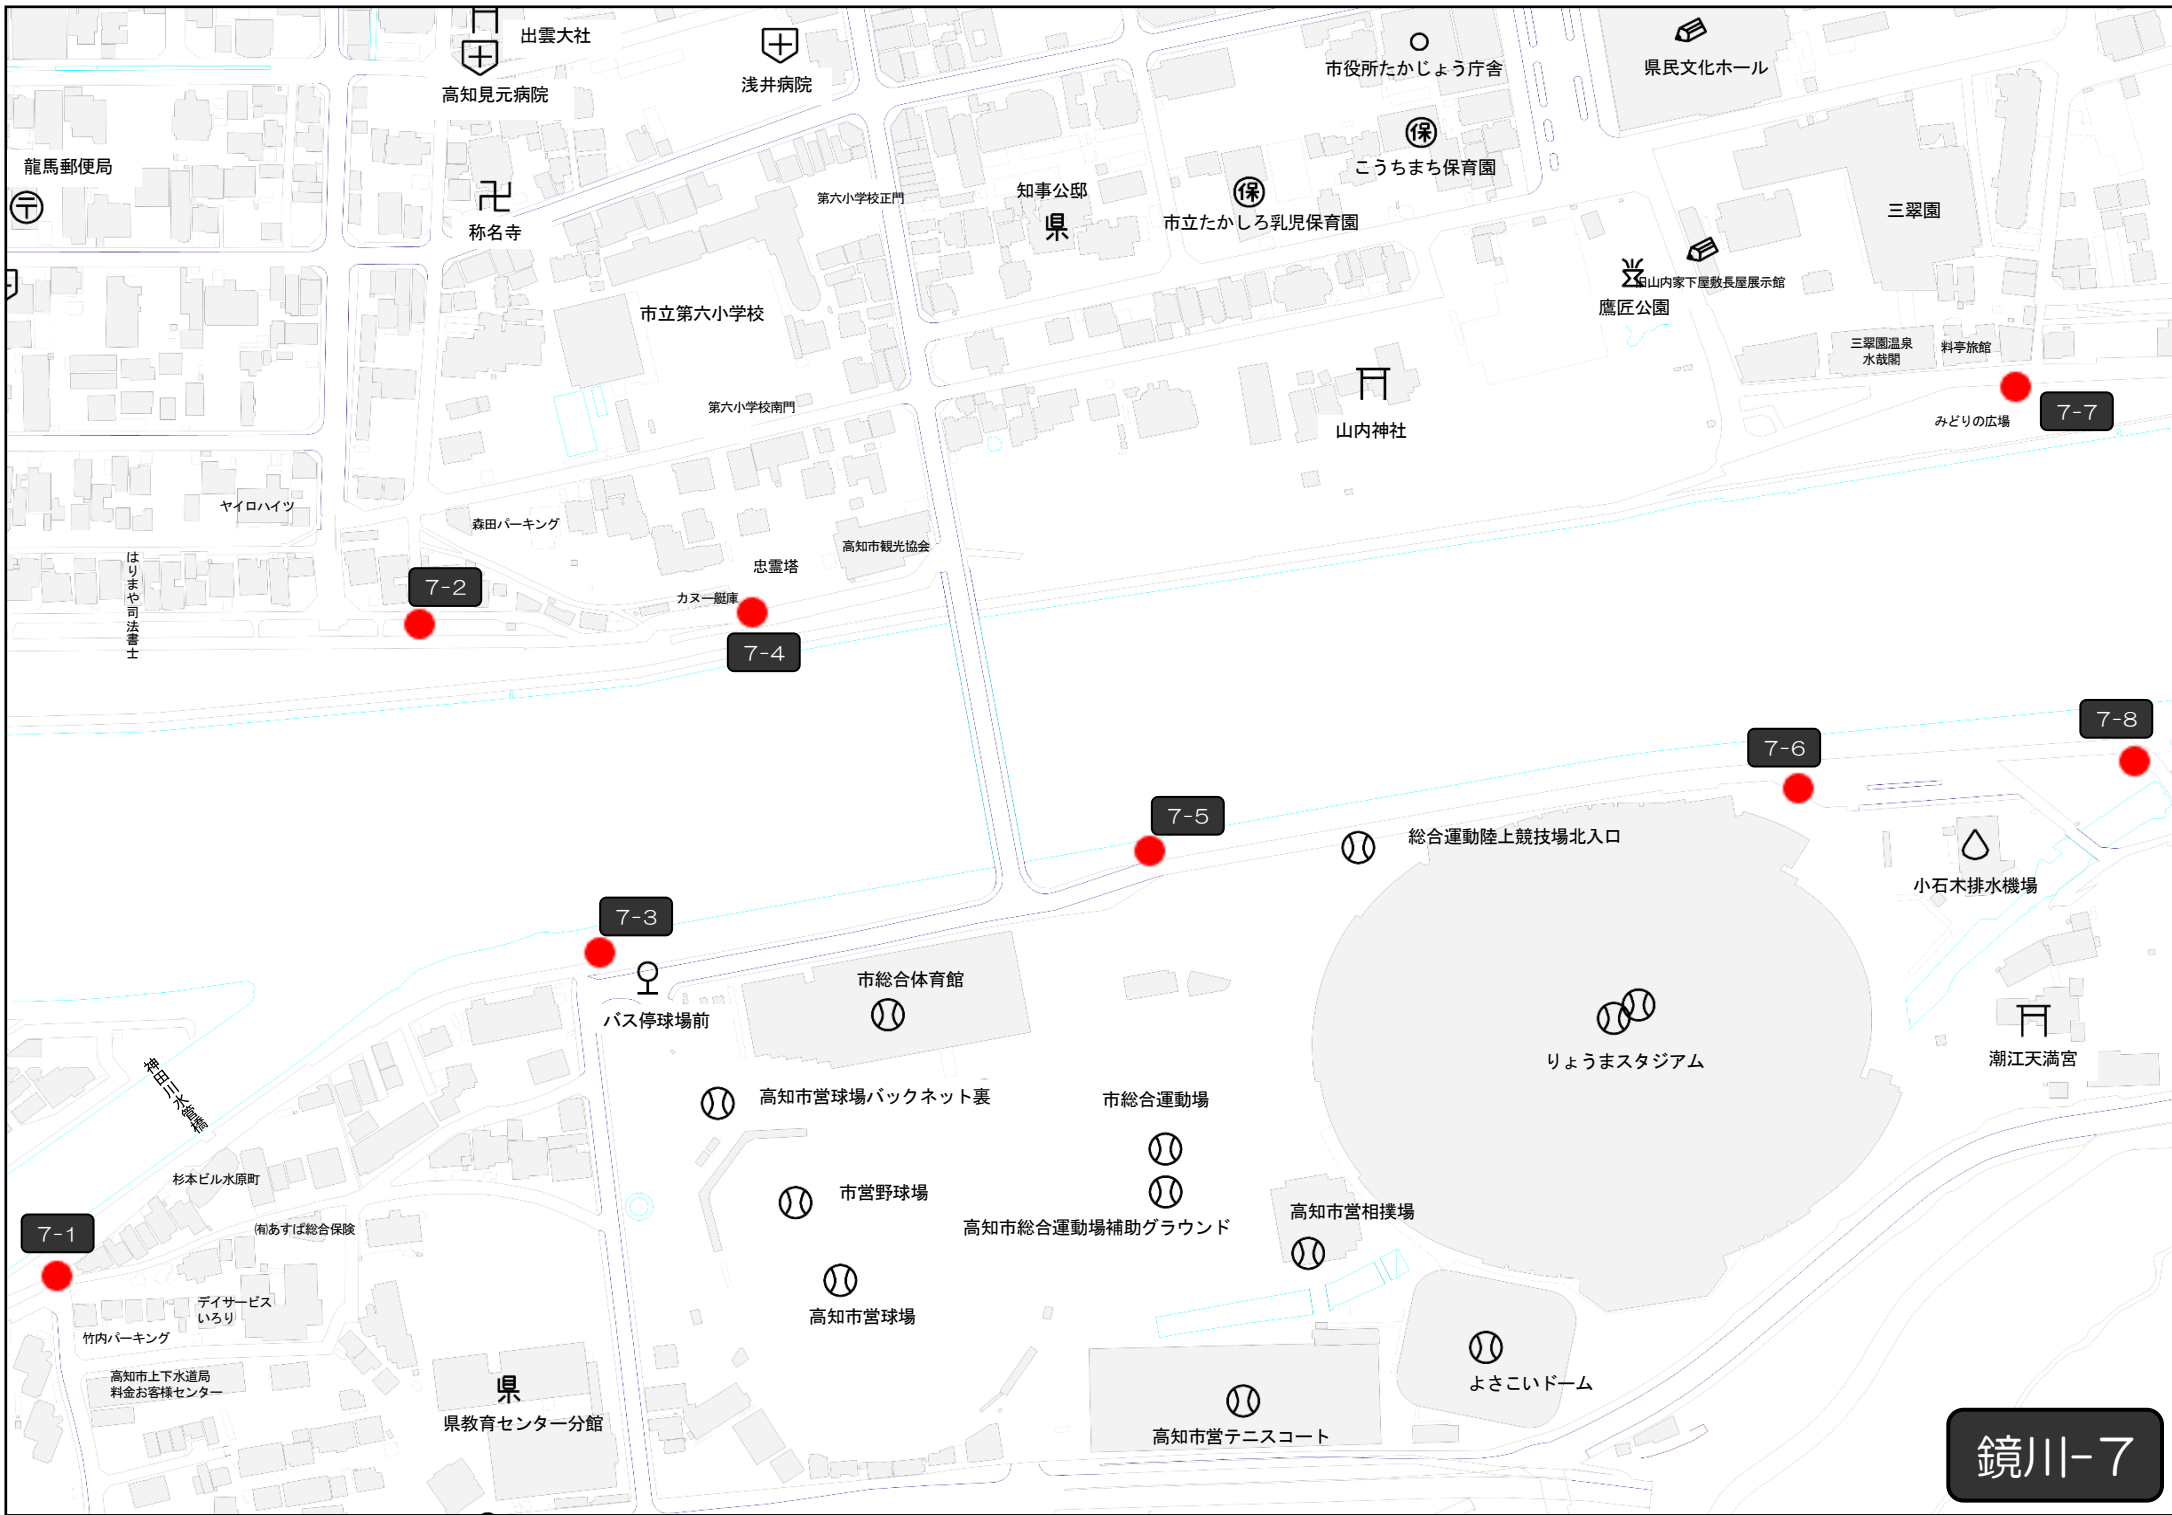 出雲大社
高知見元病院
浅井病院
市役所たかじょう庁舎
県民文化ホール
保
こうちまち保育園
龍馬郵便局
称名寺
第六小学校正門
知事公邸
県
保
市立たかしろ乳児保育園
三翠園
山内家下屋敷長屋展示館
鷹匠公園
市立第六小学校
三翠園温泉
水哉閣
料亭旅館
第六小学校南門
山内神社
7-7
みどりの広場
ヤイロハイツ
森田パーキング
高知市観光協会
はりまや司法書士
忠霊塔
7-2
カヌー艇庫
7-4
7-8
7-6
7-5
総合運動陸上競技場北入口
小石木排水機場
7-3
市総合体育館
バス停球場前
りょうまスタジアム
潮江天満宮
神田川水管橋
高知市営球場バックネット裏
市総合運動場
杉本ビル水原町
市営野球場
高知市総合運動場補助グラウンド
高知市営相撲場
7-1
㈲あすぱ総合保険
デイサービス
いろり
高知市営球場
竹内パーキング
高知市上下水道局
料金お客様センター
県
県教育センター分館
よさこいドーム
高知市営テニスコート
鏡川-7